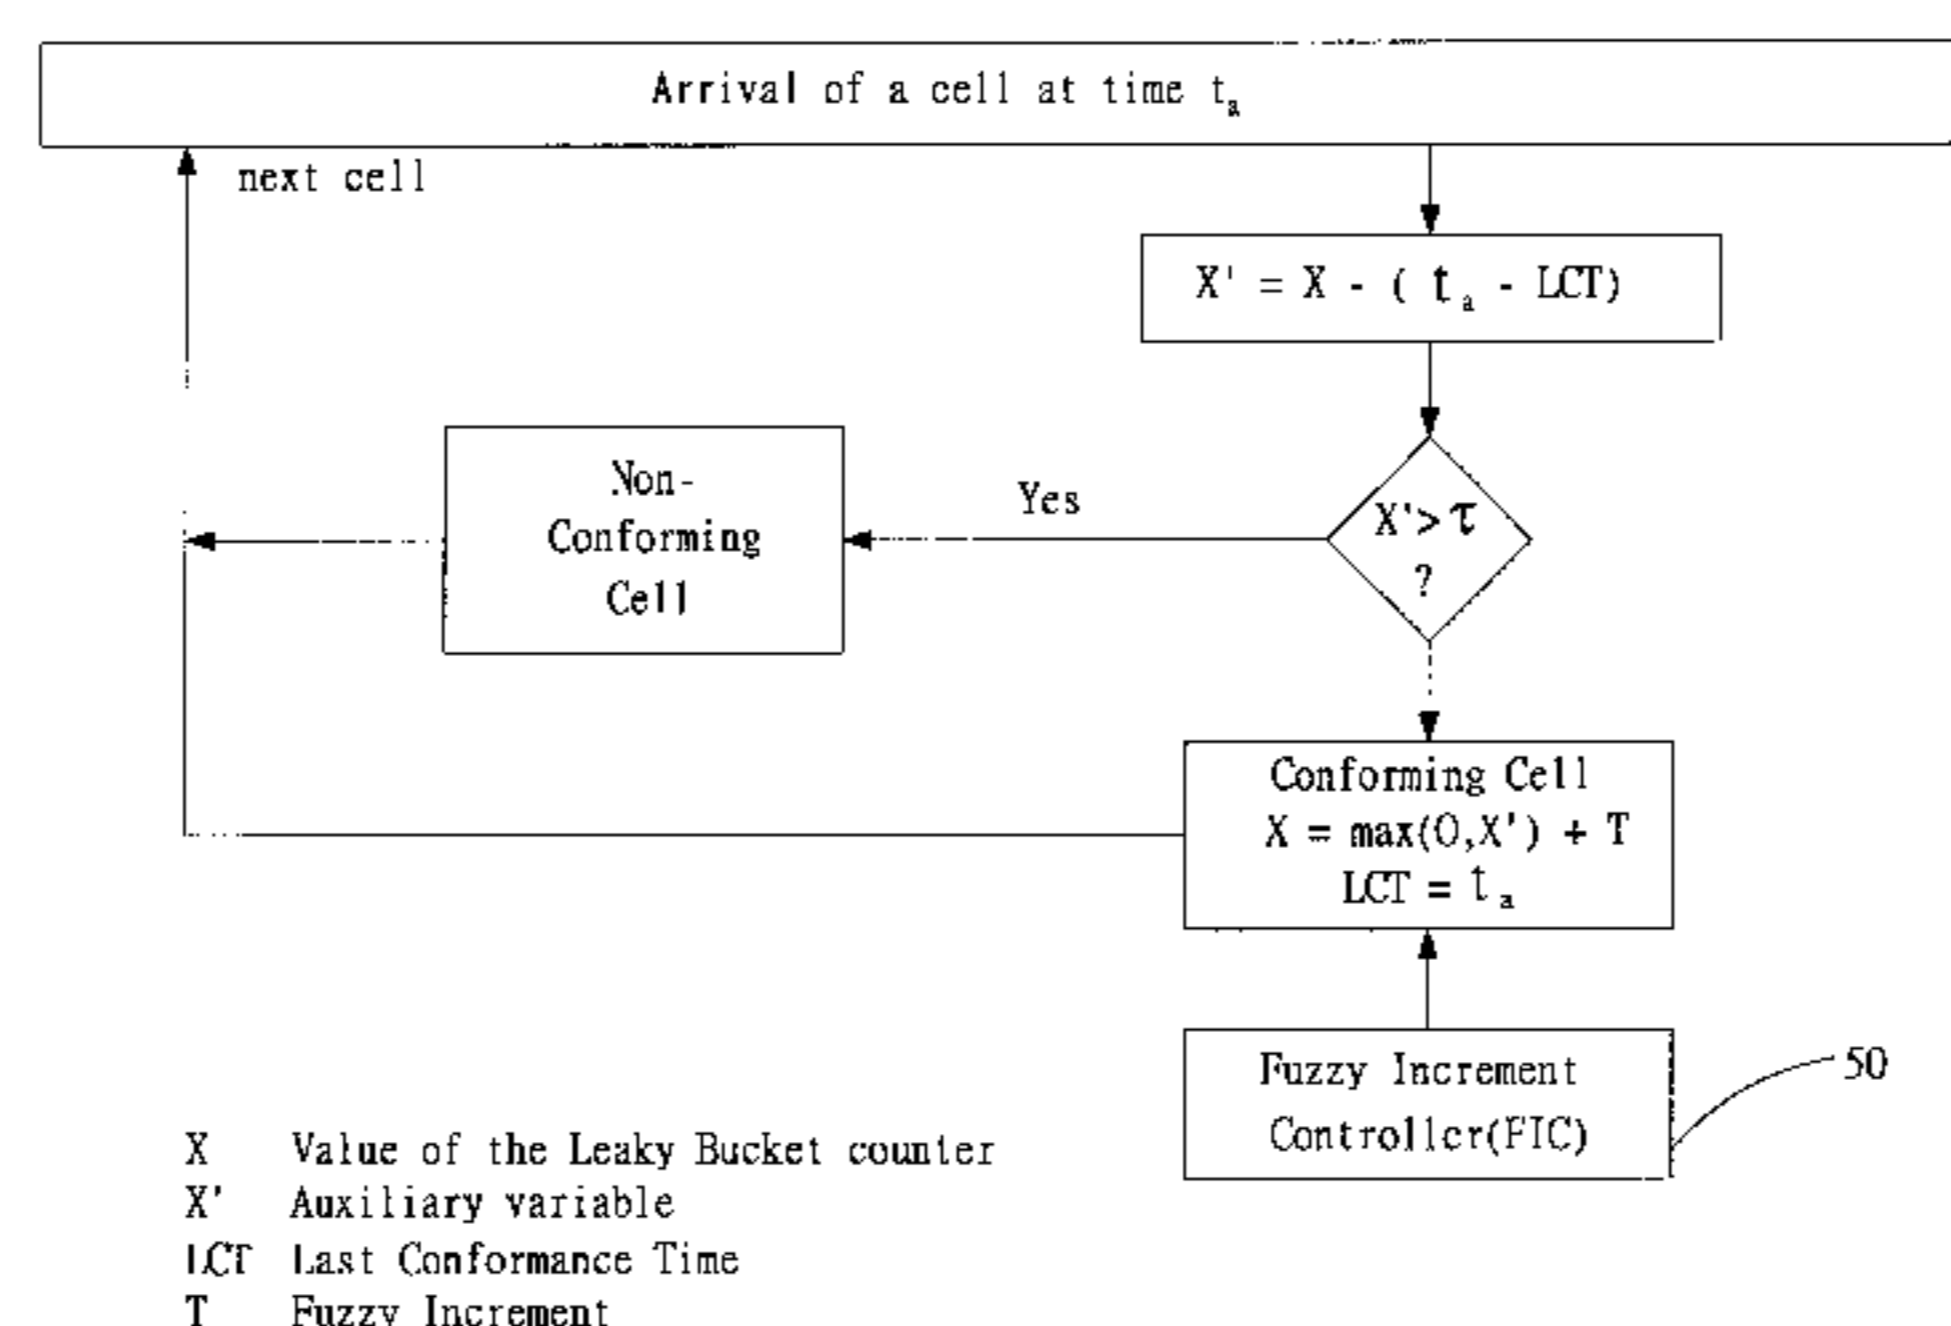 Arrival of a cell at time ta
next cell
X' = X - ( ta - LCT)
Non-
Conforming
Cell
Yes
X'> τ
?
Conforming Cell
X = max(0,X') + T
LCT = ta
Fuzzy Increment
Controller(FIC)
50
X Value of the Leaky Bucket counter
X' Auxiliary variable
LCT Last Conformance Time
T Fuzzy Increment